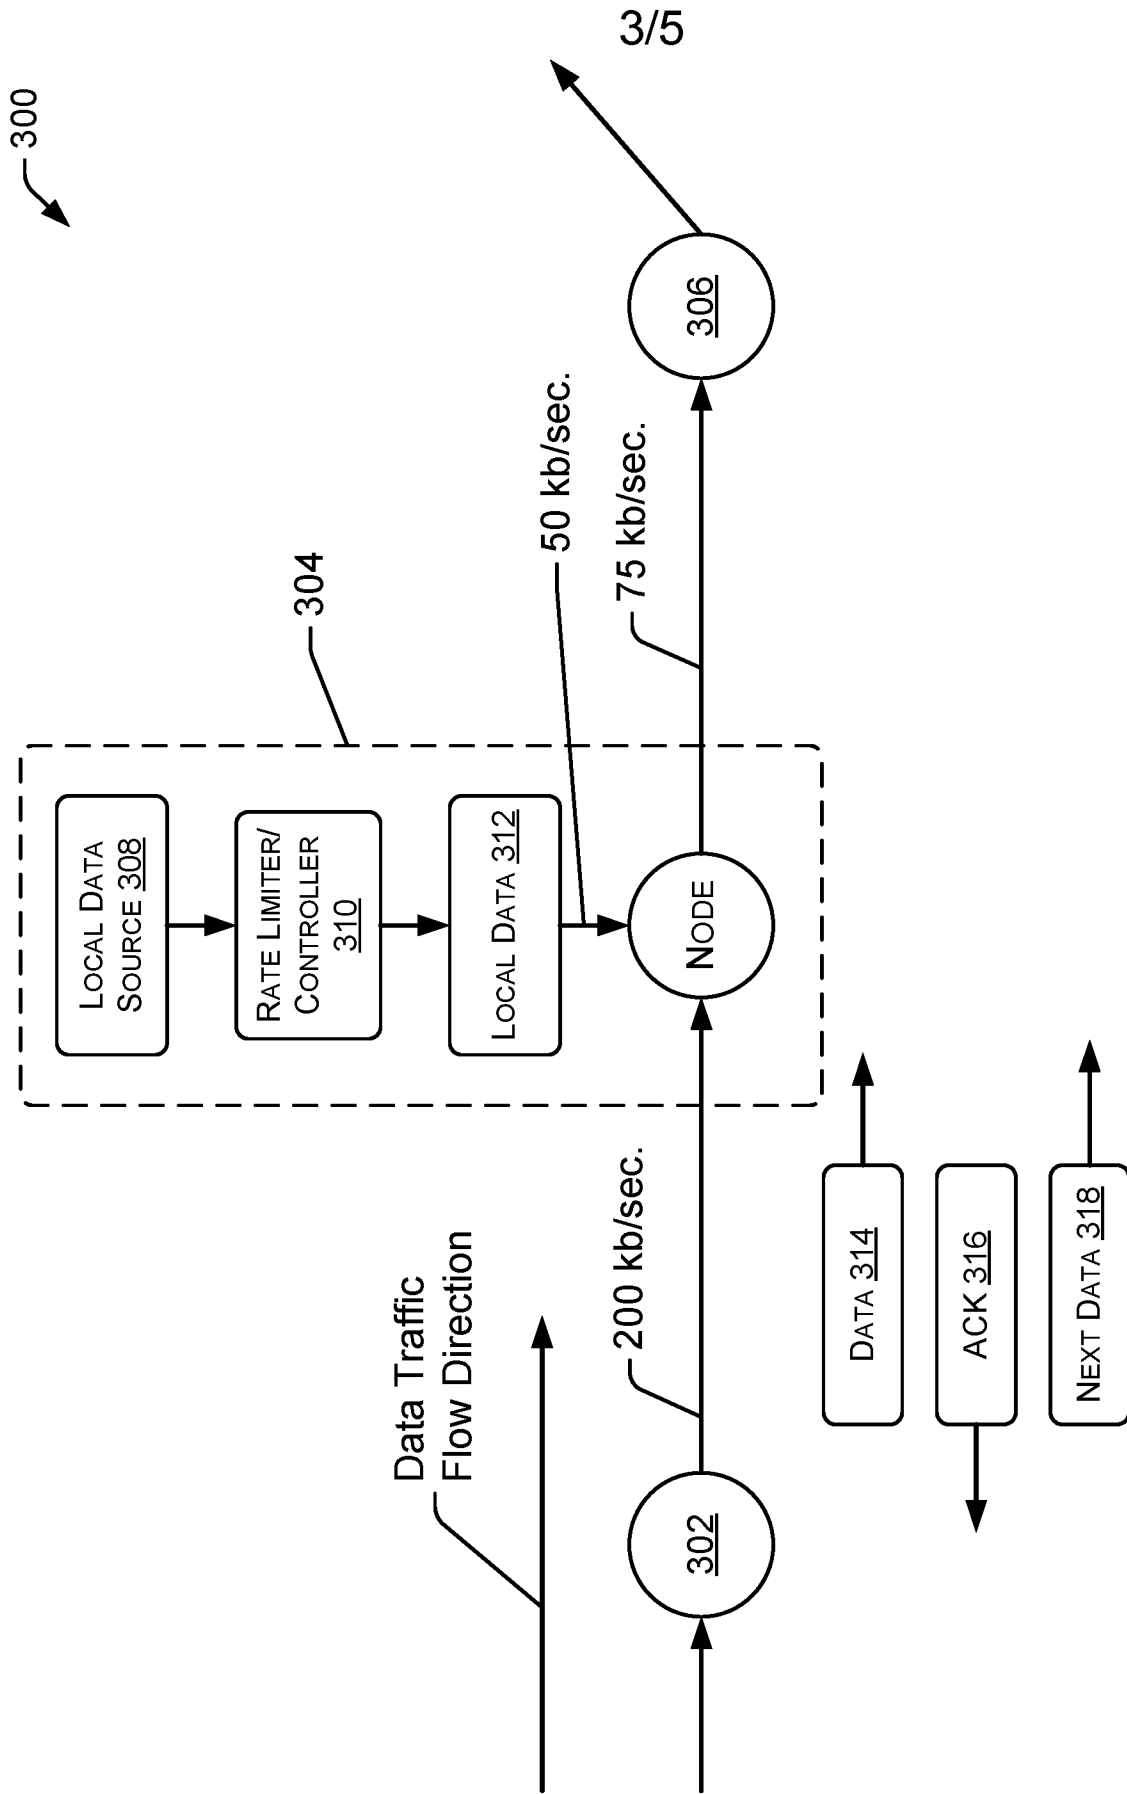 3/5
300
304
LOCAL DATA
SOURCE 308
RATE LIMITER/
CONTROLLER
310
LOCAL DATA 312
50 kb/sec.
75 kb/sec.
306
NODE
Data Traffic
Flow Direction
200 kb/sec.
302
DATA 314
ACK 316
NEXT DATA 318